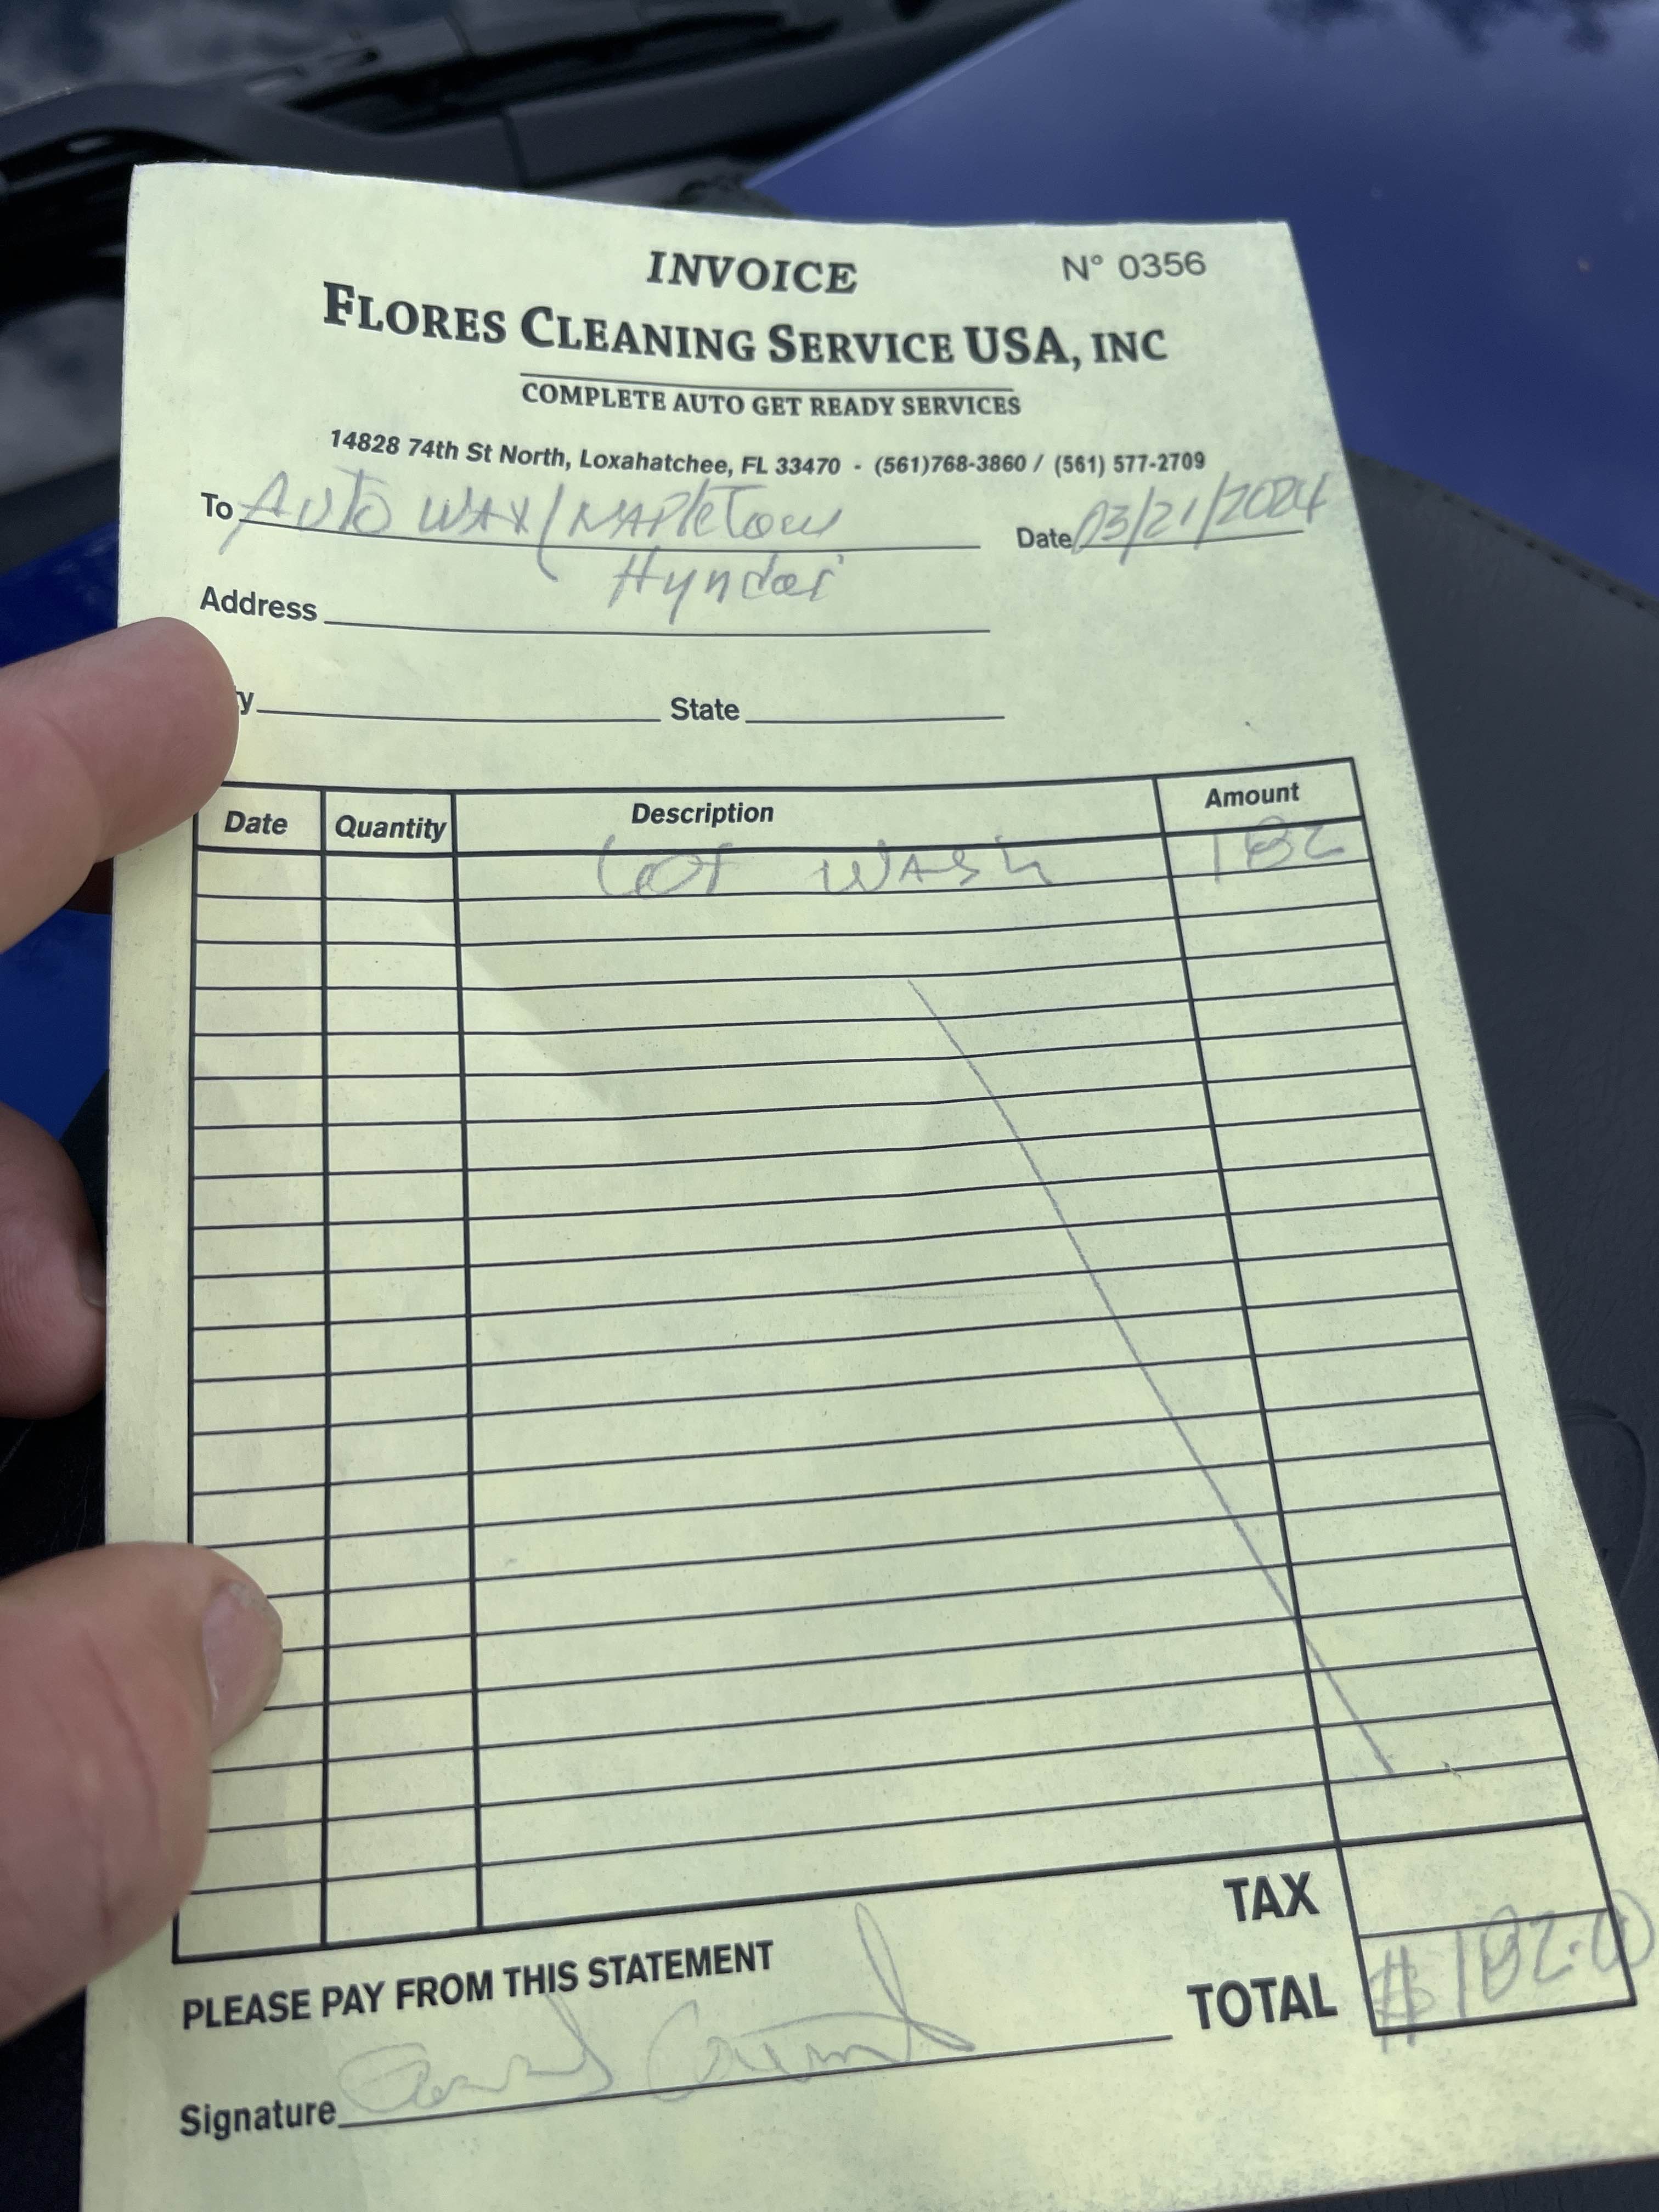 INVOICE N° 0356
FLORES CLEANING SERVICE USA, INC
COMPLETE AUTO GET READY SERVICES
14828 74th St North, Loxahatchee, FL 33470 - (561)768-3860 / (561) 577-2709
To Auto WAX/MAPleTown Date 03/21/2024
Hyndai
Address
y State
Date Quantity Description Amount
Lot WASH 182
TAX
PLEASE PAY FROM THIS STATEMENT
TOTAL $182.00
Signature